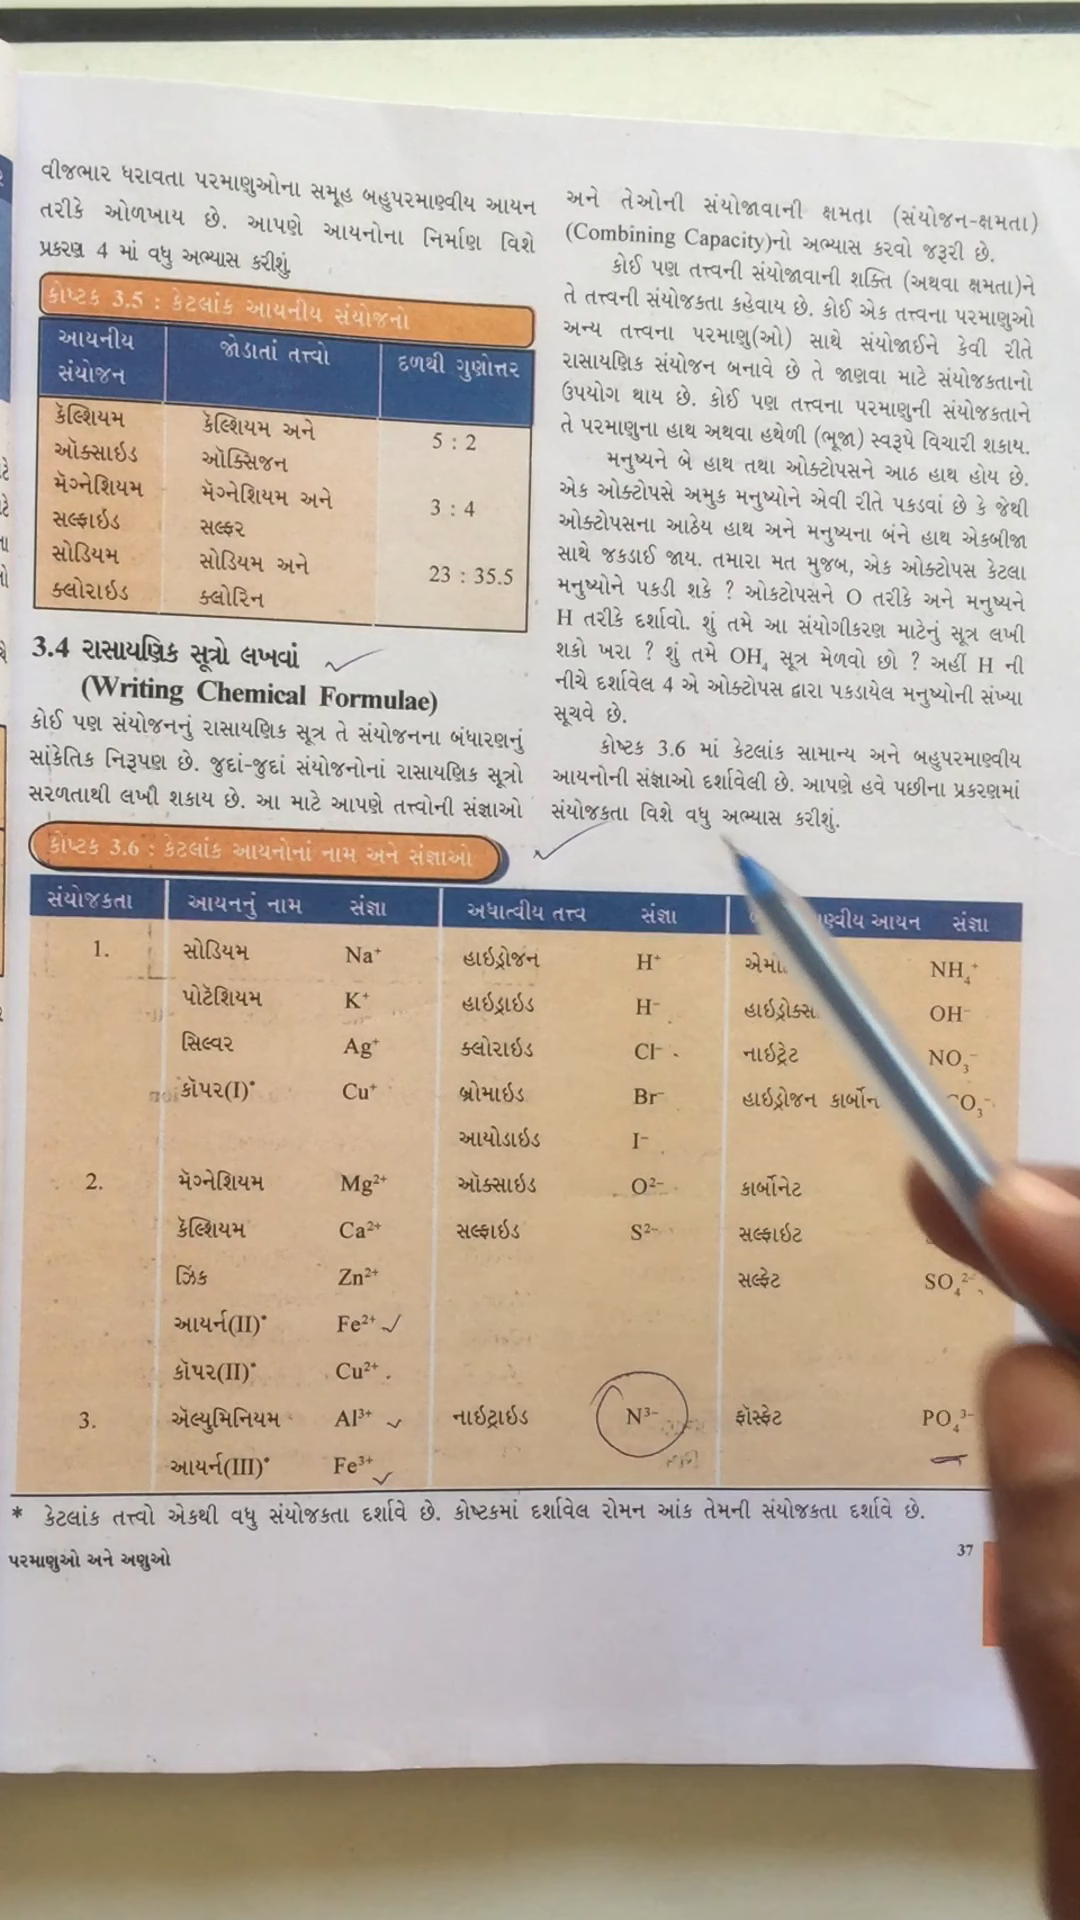 વીજભાર ધરાવતા પરમાણુઓના સમૂહ બહુપરમાણ્વીય આયન
તરીકે ઓળખાય છે. આપણે આયનોના નિર્માણ વિશે
પ્રકરણ 4 માં વધુ અભ્યાસ કરીશું.
કોષ્ટક 3.5 : કેટલાંક આયનીય સંયોજનો
આયનીય સંયોજન | જોડાતાં તત્ત્વો | દળથી ગુણોત્તર
કૅલ્શિયમ ઑક્સાઇડ | કૅલ્શિયમ અને ઑક્સિજન | 5 : 2
મૅગ્નેશિયમ સલ્ફાઇડ | મૅગ્નેશિયમ અને સલ્ફર | 3 : 4
સોડિયમ ક્લોરાઇડ | સોડિયમ અને ક્લોરિન | 23 : 35.5
3.4 રાસાયણિક સૂત્રો લખવાં
(Writing Chemical Formulae)
કોઈ પણ સંયોજનનું રાસાયણિક સૂત્ર તે સંયોજનના બંધારણનું
સાંકેતિક નિરૂપણ છે. જુદાં-જુદાં સંયોજનોનાં રાસાયણિક સૂત્રો
સરળતાથી લખી શકાય છે. આ માટે આપણે તત્ત્વોની સંજ્ઞાઓ
અને તેઓની સંયોજાવાની ક્ષમતા (સંયોજન-ક્ષમતા)
(Combining Capacity)નો અભ્યાસ કરવો જરૂરી છે.
કોઈ પણ તત્ત્વની સંયોજાવાની શક્તિ (અથવા ક્ષમતા)ને
તે તત્ત્વની સંયોજકતા કહેવાય છે. કોઈ એક તત્ત્વના પરમાણુઓ
અન્ય તત્ત્વના પરમાણુ(ઓ) સાથે સંયોજાઈને કેવી રીતે
રાસાયણિક સંયોજન બનાવે છે તે જાણવા માટે સંયોજકતાનો
ઉપયોગ થાય છે. કોઈ પણ તત્ત્વના પરમાણુની સંયોજકતાને
તે પરમાણુના હાથ અથવા હથેળી (ભૂજા) સ્વરૂપે વિચારી શકાય.
મનુષ્યને બે હાથ તથા ઓક્ટોપસને આઠ હાથ હોય છે.
એક ઓક્ટોપસે અમુક મનુષ્યોને એવી રીતે પકડવાં છે કે જેથી
ઓક્ટોપસના આઠેય હાથ અને મનુષ્યના બંને હાથ એકબીજા
સાથે જકડાઈ જાય. તમારા મત મુજબ, એક ઓક્ટોપસ કેટલા
મનુષ્યોને પકડી શકે ? ઓકટોપસને O તરીકે અને મનુષ્યને
H તરીકે દર્શાવો. શું તમે આ સંયોગીકરણ માટેનું સૂત્ર લખી
શકો ખરા ? શું તમે OH₄ સૂત્ર મેળવો છો ? અહીં H ની
નીચે દર્શાવેલ 4 એ ઓક્ટોપસ દ્વારા પકડાયેલ મનુષ્યોની સંખ્યા
સૂચવે છે.
કોષ્ટક 3.6 માં કેટલાંક સામાન્ય અને બહુપરમાણ્વીય
આયનોની સંજ્ઞાઓ દર્શાવેલી છે. આપણે હવે પછીના પ્રકરણમાં
સંયોજકતા વિશે વધુ અભ્યાસ કરીશું.
કોષ્ટક 3.6 : કેટલાંક આયનોનાં નામ અને સંજ્ઞાઓ
સંયોજકતા | આયનનું નામ | સંજ્ઞા | અધાત્વીય તત્ત્વ | સંજ્ઞા | આયન | સંજ્ઞા
1. | સોડિયમ | Na⁺ | હાઇડ્રોજન | H⁺ | NH₄⁺
પોટૅશિયમ | K⁺ | હાઇડ્રાઇડ | H⁻ | OH⁻
સિલ્વર | Ag⁺ | ક્લોરાઇડ | Cl⁻ | નાઇટ્રેટ | NO₃⁻
કૉપર(I)* | Cu⁺ | બ્રોમાઇડ | Br⁻ | હાઇડ્રોજન
આયોડાઇડ | I⁻
2. | મૅગ્નેશિયમ | Mg²⁺ | ઑક્સાઇડ | O²⁻ | કાર્બોનેટ
કૅલ્શિયમ | Ca²⁺ | સલ્ફાઇડ | S²⁻ | સલ્ફાઇટ
ઝિંક | Zn²⁺ | સલ્ફેટ | SO₄²⁻
આયર્ન(II)* | Fe²⁺
કૉપર(II)* | Cu²⁺
3. | ઍલ્યુમિનિયમ | Al³⁺ | નાઇટ્રાઇડ | N³⁻ | ફૉસ્ફેટ | PO₄³⁻
આયર્ન(III)* | Fe³⁺
* કેટલાંક તત્ત્વો એકથી વધુ સંયોજકતા દર્શાવે છે. કોષ્ટકમાં દર્શાવેલ રોમન આંક તેમની સંયોજકતા દર્શાવે છે.
પરમાણુઓ અને અણુઓ
37